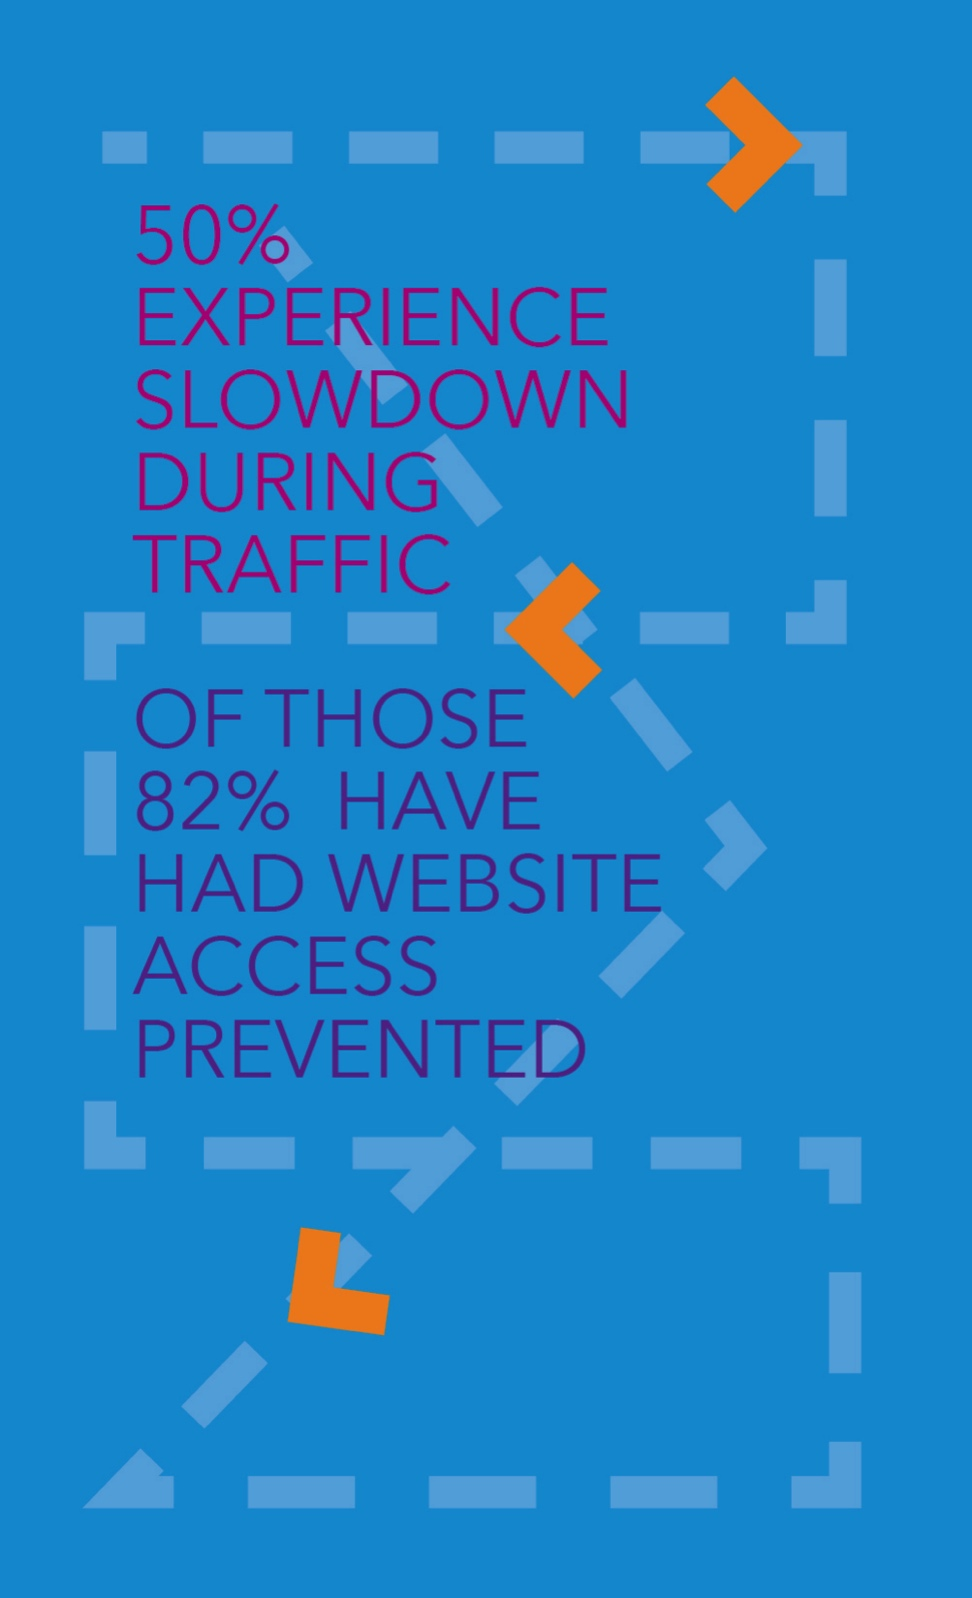 50%
EXPERIENCE
SLOWDOWN
DURING
TRAFFIC
OF THOSE
82% HAVE
HAD WEBSITE
ACCESS
PREVENTED